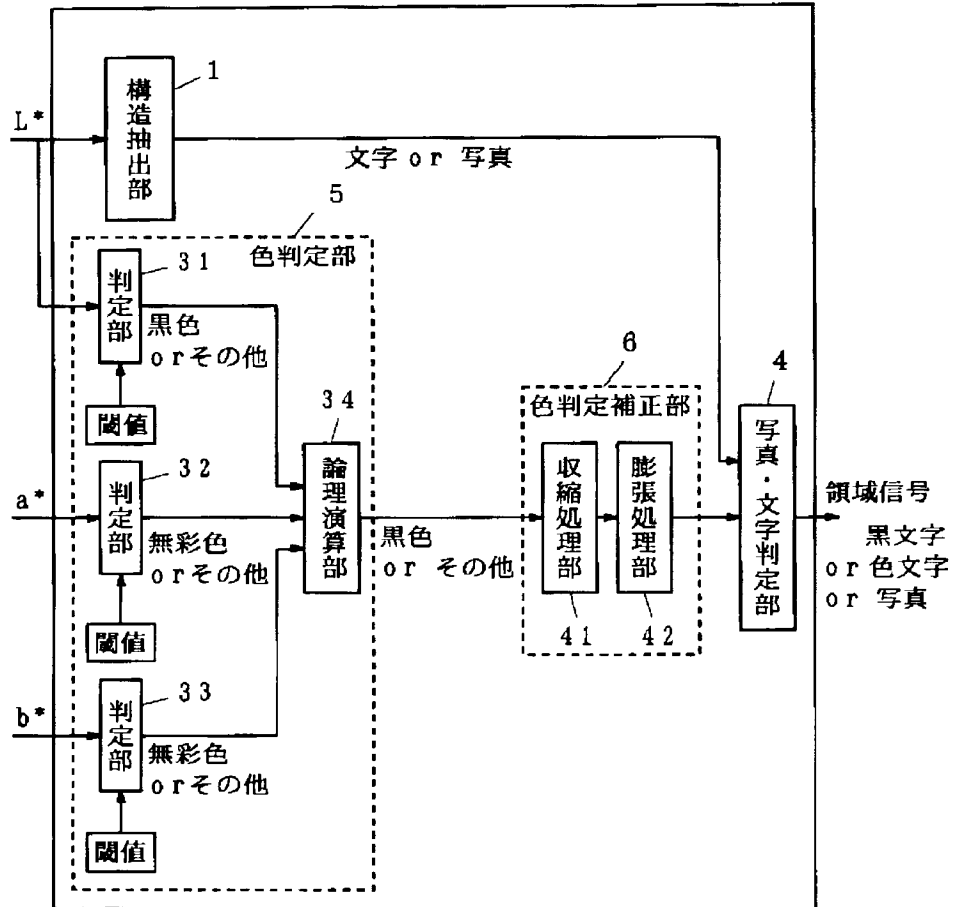 1
構造抽出部
L*
文字 or 写真
5
色判定部
31
判定部
黒色
orその他
閾値
6
4
34
色判定補正部
32
a*
判定部
無彩色
orその他
閾値
論理演算部
黒色
or その他
収縮処理部
膨張処理部
41
42
写真・文字判定部
領域信号
黒文字
or 色文字
or 写真
33
b*
判定部
無彩色
orその他
閾値